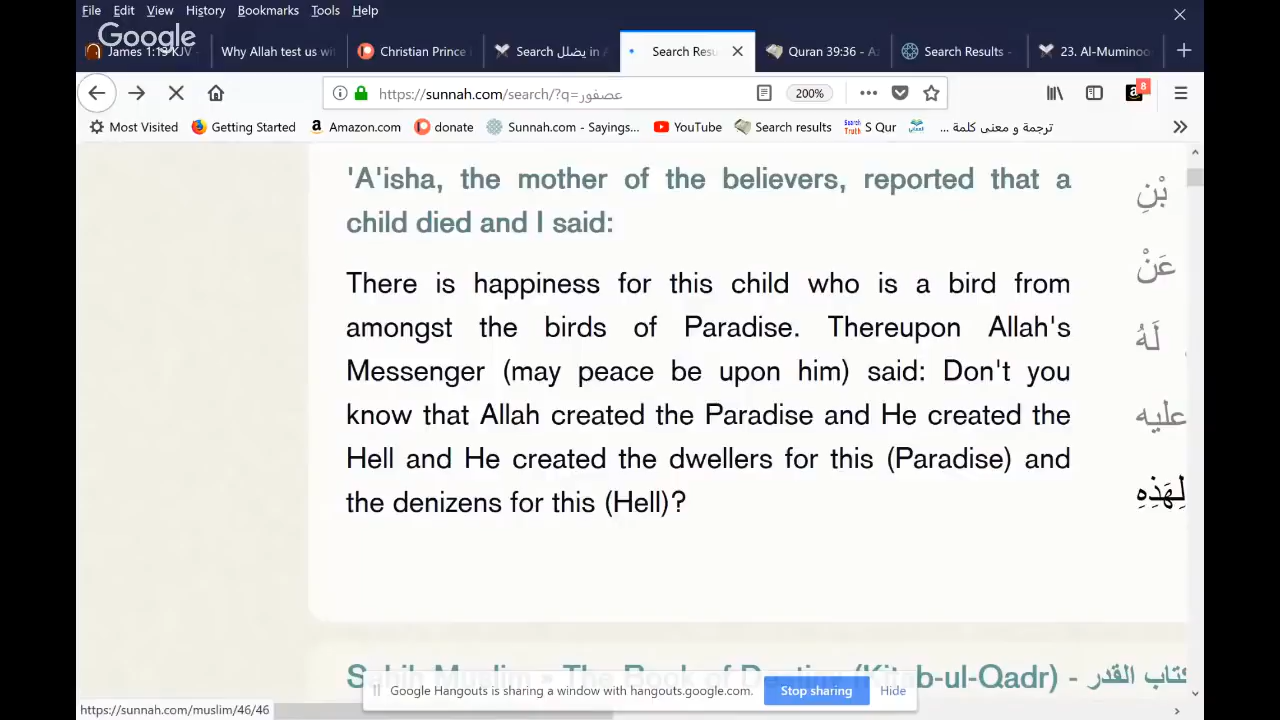 File Edit View History Bookmarks Tools Help
Google
James 1:13 KJV Why Allah test us wi Christian Prince Search يضلل in Search Resu Quran 39:36 - Search Results - 23. Al-Muminoo
https://sunnah.com/search/?q=عصفور 200% 8
Most Visited Getting Started Amazon.com donate Sunnah.com - Sayings... YouTube Search results Search Truth S Qur ترجمة و معنى كلمة ...
'A'isha, the mother of the believers, reported that a
child died and I said:
There is happiness for this child who is a bird from
amongst the birds of Paradise. Thereupon Allah's
Messenger (may peace be upon him) said: Don't you
know that Allah created the Paradise and He created the
Hell and He created the dwellers for this (Paradise) and
the denizens for this (Hell)?
بْنِ
عَنْ
لَهُ
عليه
لِهَذِهِ
Sahih Muslim • The Book of Destiny (Kitab-ul-Qadr) - كتاب القدر
Google Hangouts is sharing a window with hangouts.google.com. Stop sharing Hide
https://sunnah.com/muslim/46/46